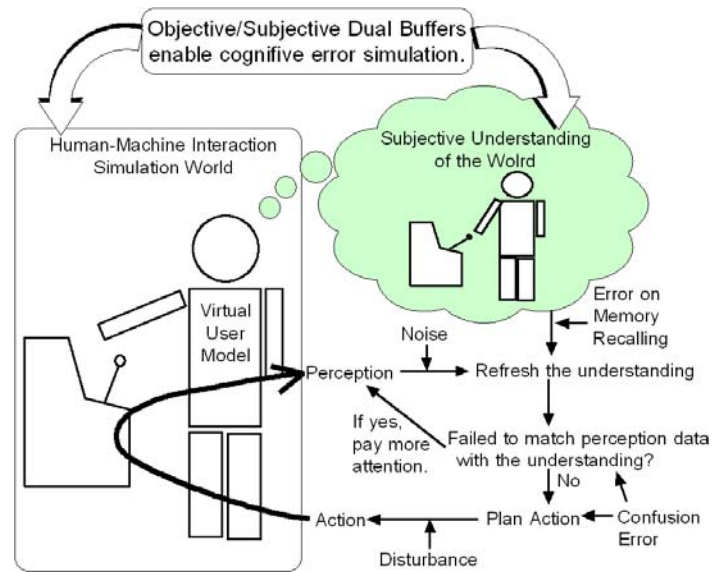 Objective/Subjective Dual Buffers
enable cognifive error simulation.
Human-Machine Interaction
Simulation World
Subjective Understanding
of the Wolrd
Virtual
User
Model
Error on
Memory
Recalling
Noise
Perception
Refresh the understanding
If yes,
pay more
attention.
Failed to match perception data
with the understanding?
No
Action
Plan Action
Confusion
Error
Disturbance